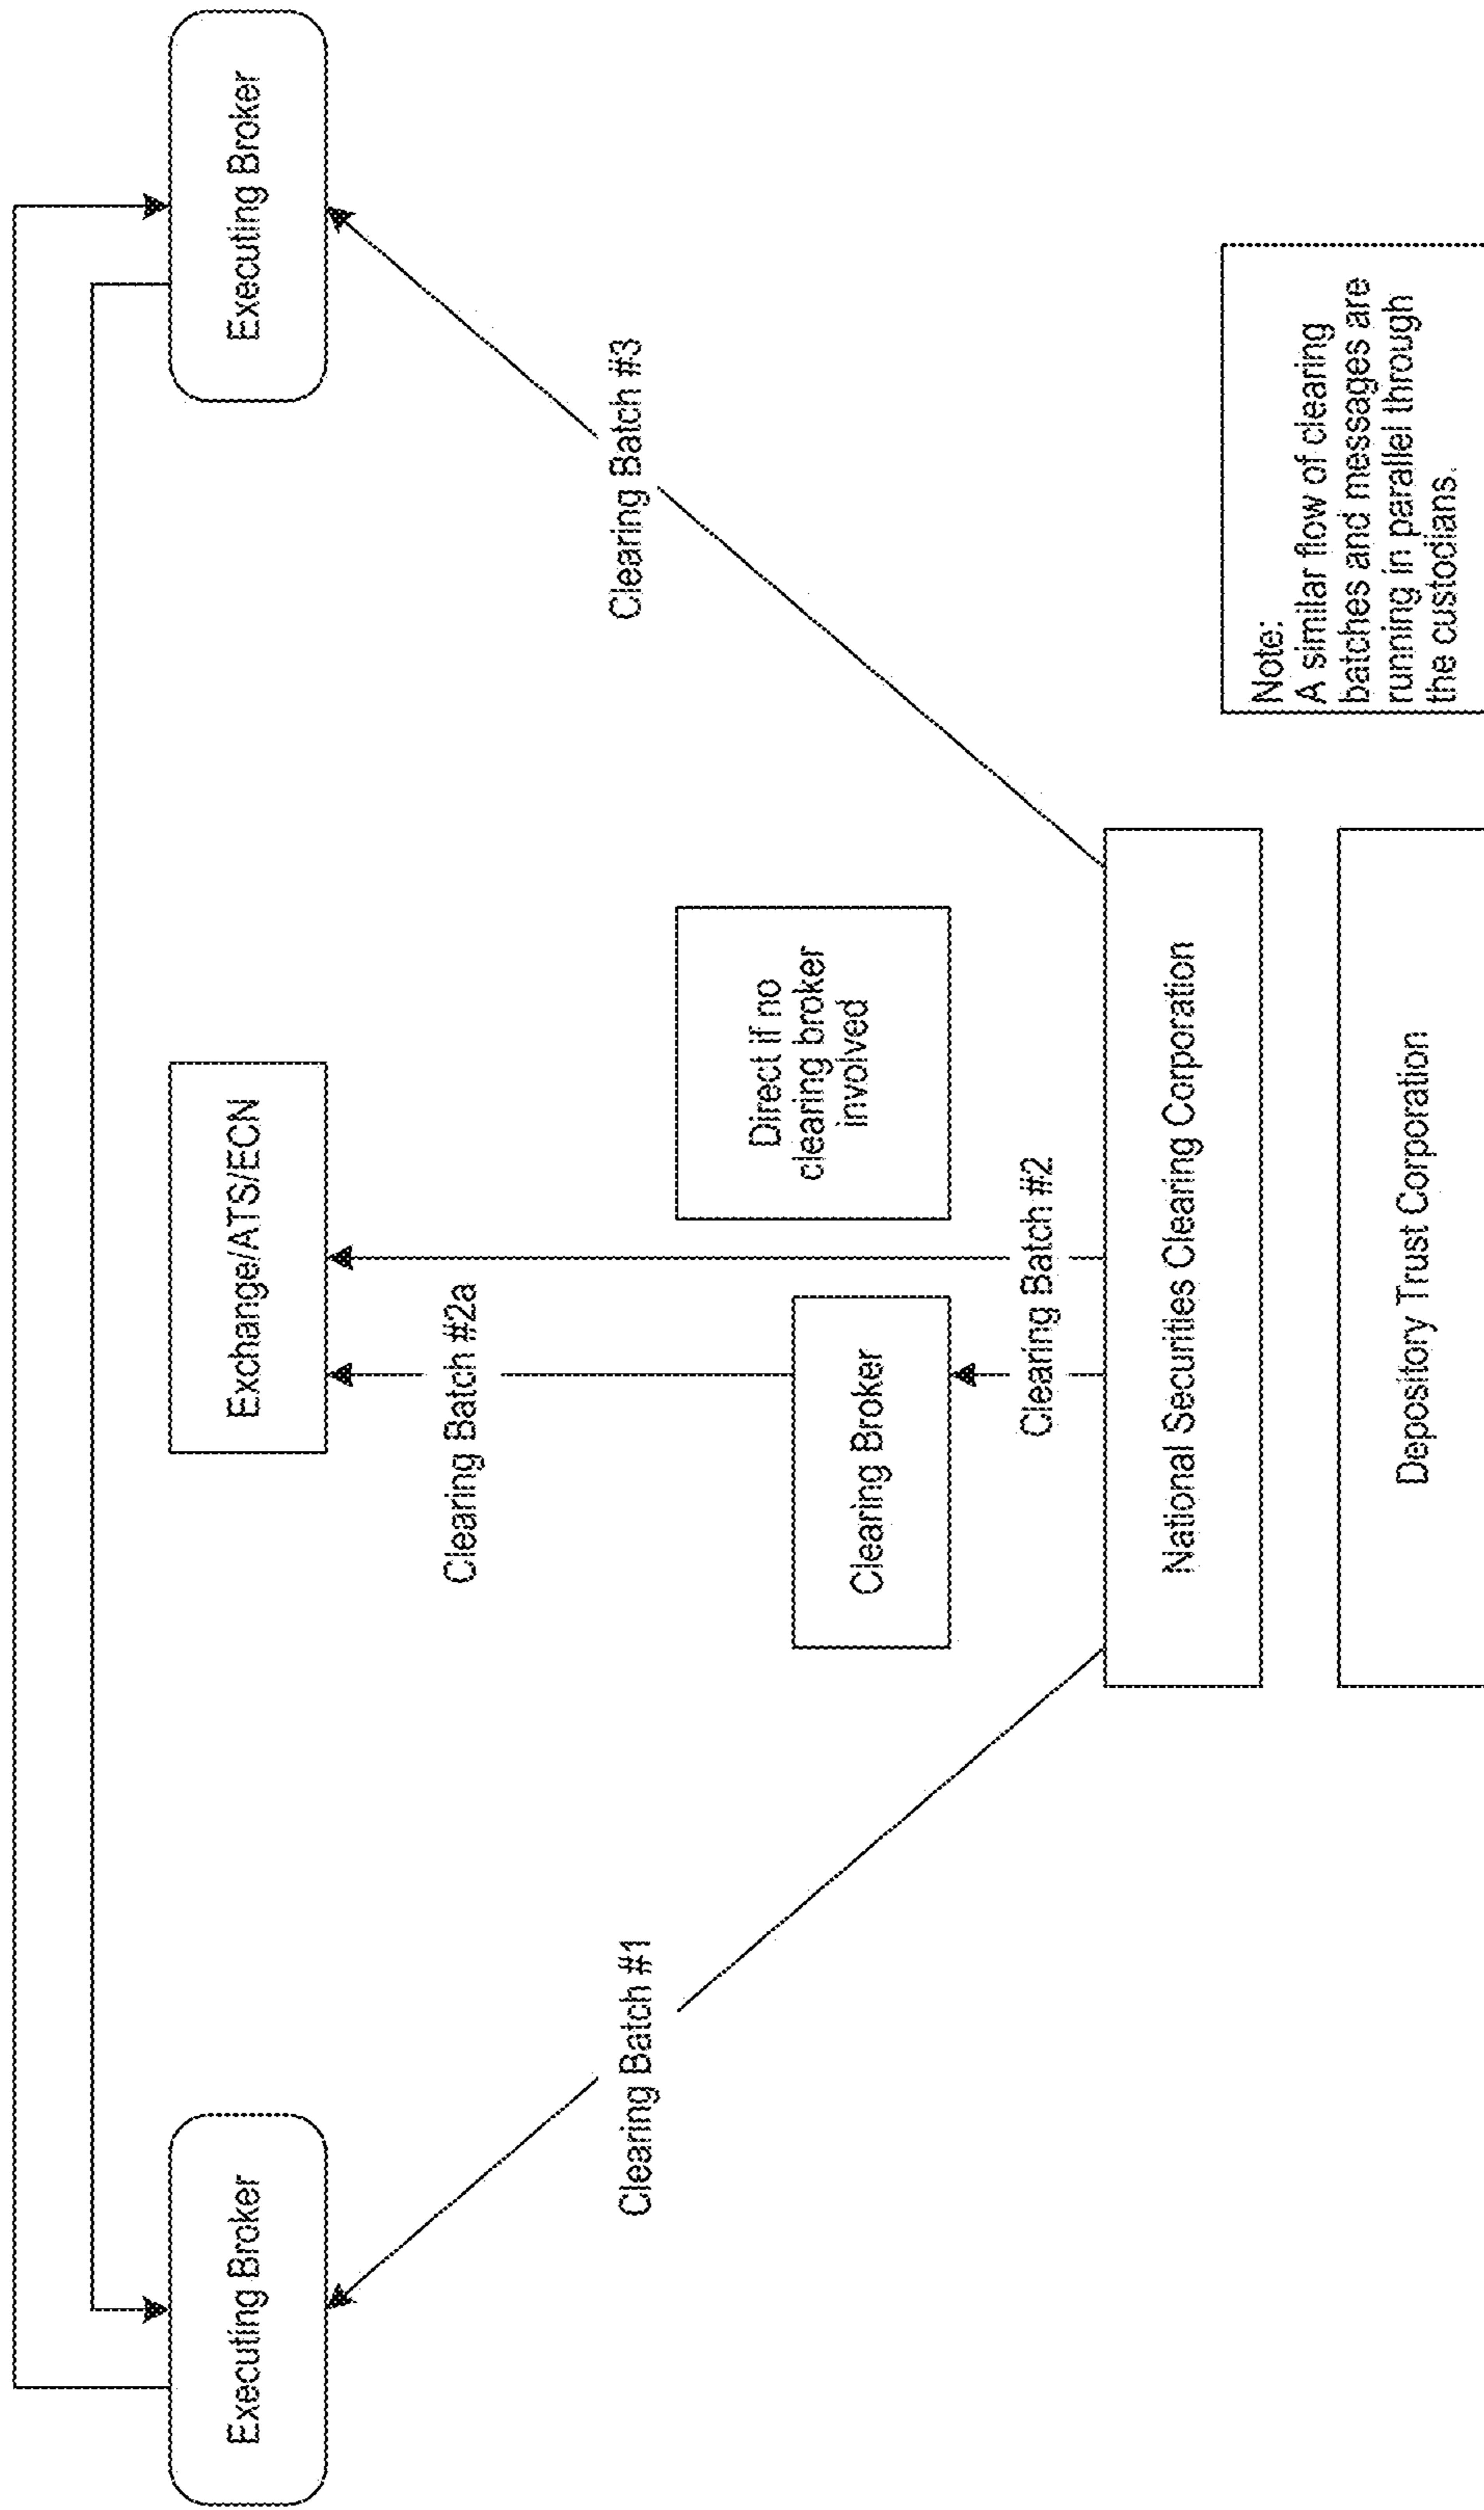 Executing Broker
Exchange/ATS/ECN
Executing Broker
Clearing Batch #2a
Clearing Batch #1
Clearing Batch #3
Direct if no
clearing broker
involved
Clearing Broker
Clearing Batch #2
National Securities Clearing Corporation
Note:
A similar flow of clearing
batches and messages are
running in parallel through
the custodians.
Depository Trust Corporation